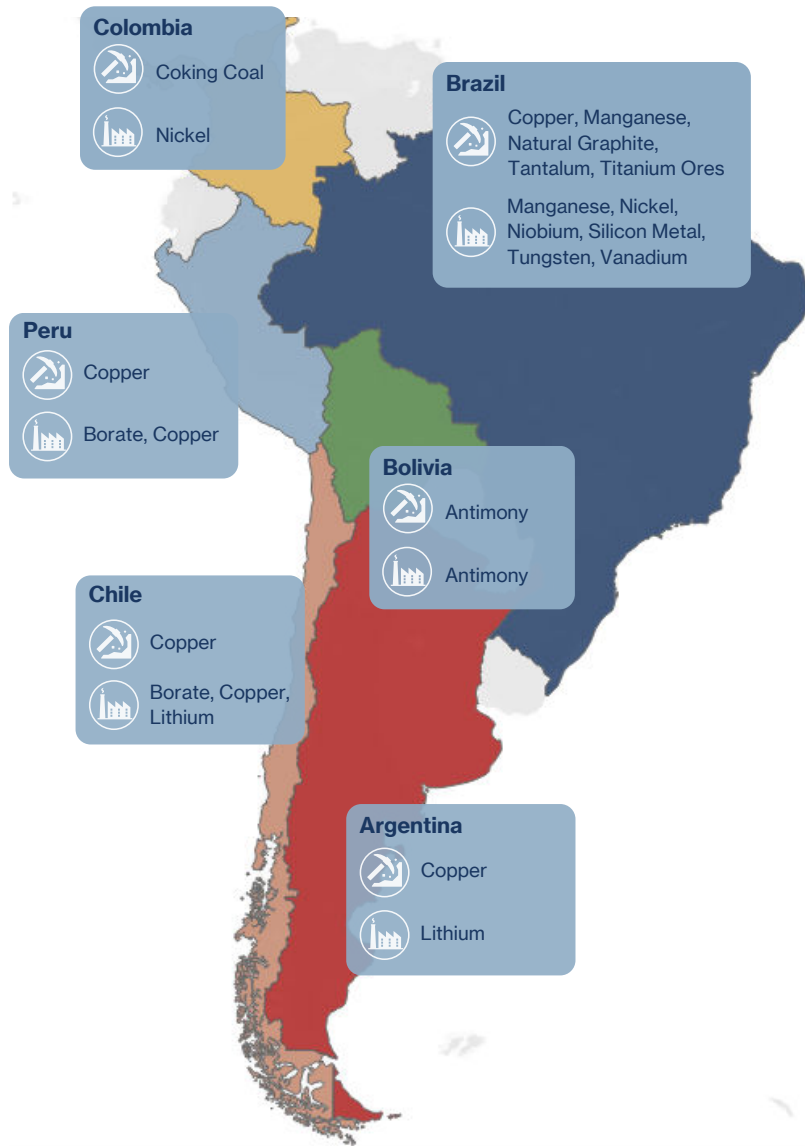 Colombia
Coking Coal
Nickel
Brazil
Copper, Manganese,
Natural Graphite,
Tantalum, Titanium Ores
Manganese, Nickel,
Niobium, Silicon Metal,
Tungsten, Vanadium
Peru
Copper
Borate, Copper
Bolivia
Antimony
Antimony
Chile
Copper
Borate, Copper,
Lithium
Argentina
Copper
Lithium